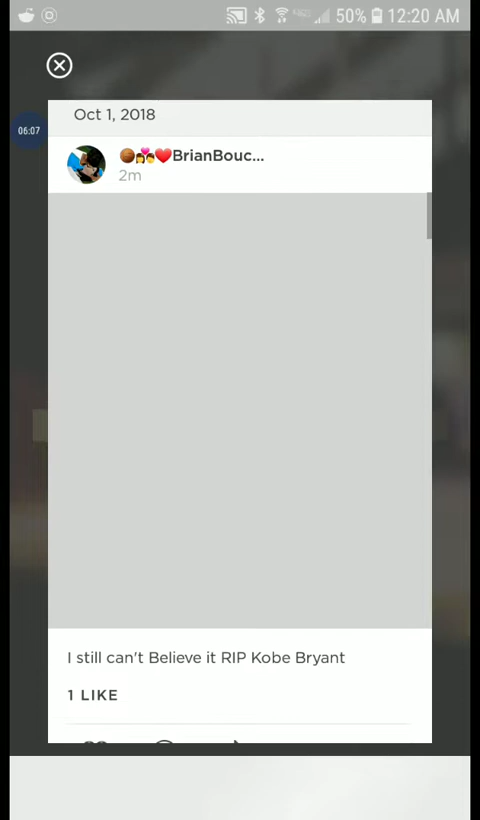 50% 12:20 AM
Oct 1, 2018
06:07
BrianBouc...
2m
I still can't Believe it RIP Kobe Bryant
1 LIKE